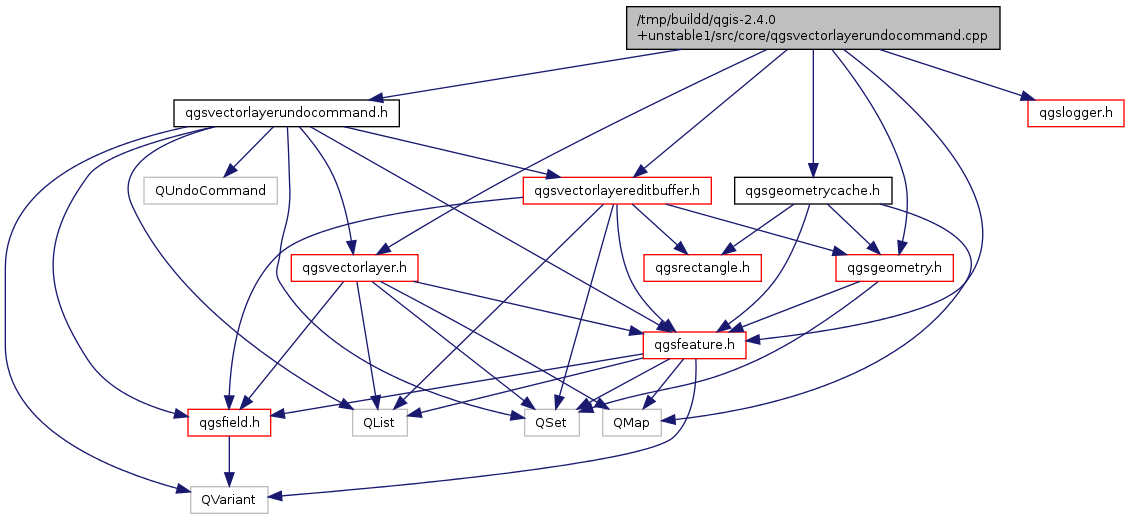 /tmp/buildd/qgis-2.4.0
+unstable1/src/core/qgsvectorlayerundocommand.cpp
qgsvectorlayerundocommand.h
qgslogger.h
QUndoCommand
qgsvectorlayereditbuffer.h
qgsgeometrycache.h
qgsvectorlayer.h
qgsrectangle.h
qgsgeometry.h
qgsfeature.h
qgsfield.h
QList
QSet
QMap
QVariant